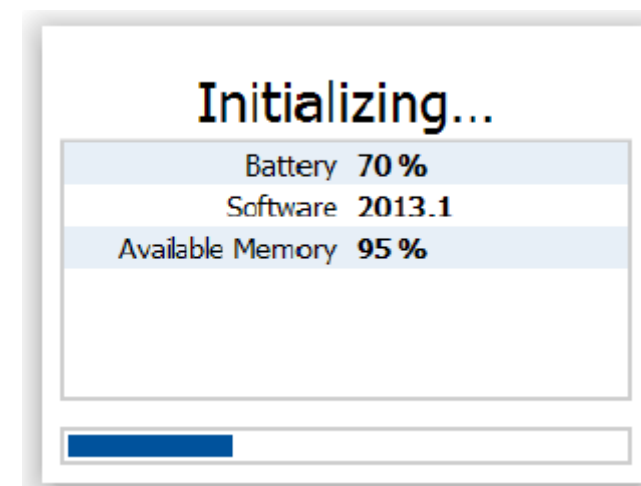 Initializing...
Battery 70 %
Software 2013.1
Available Memory 95 %